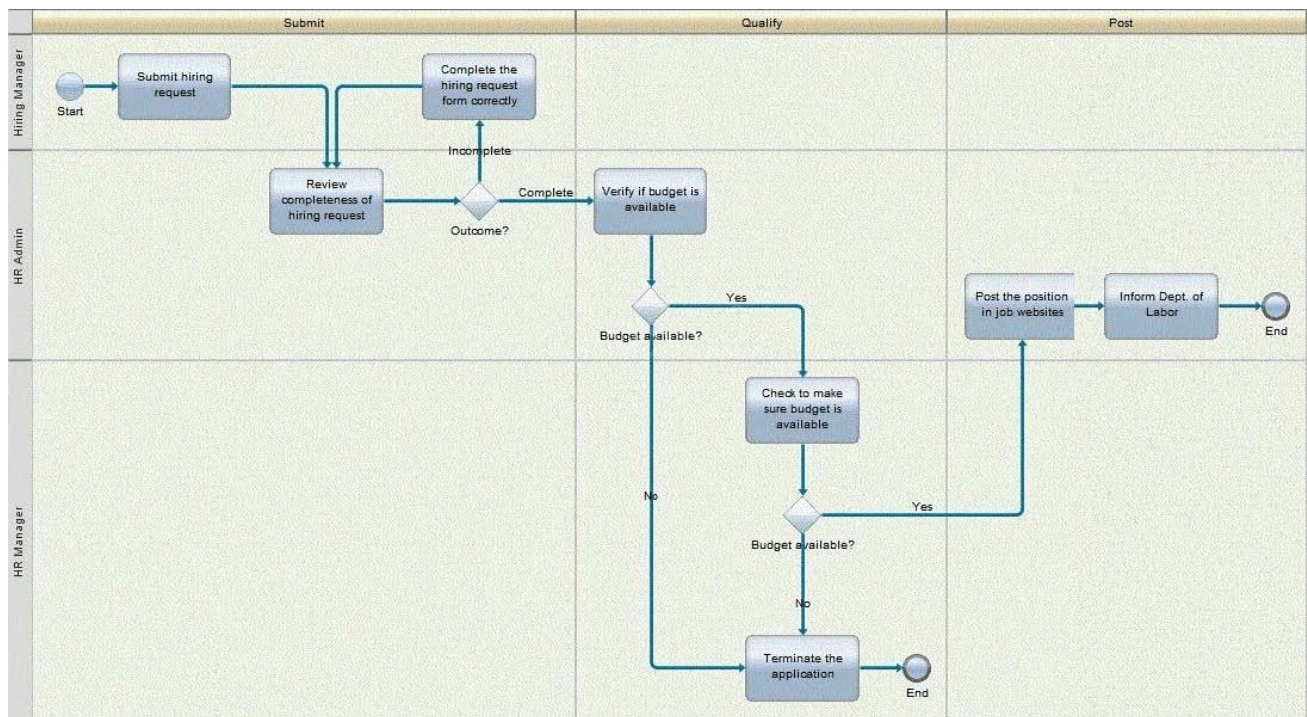 Submit
Qualify
Post
Hiring Manager
Start
Submit hiring
request
Complete the
hiring request
form correctly
Incomplete
HR Admin
Review
completeness of
hiring request
Outcome?
Complete
Verify if budget is
available
Budget available?
Yes
Post the position
in job websites
Inform Dept. of
Labor
End
HR Manager
Check to make
sure budget is
available
No
Budget available?
Yes
No
Terminate the
application
End